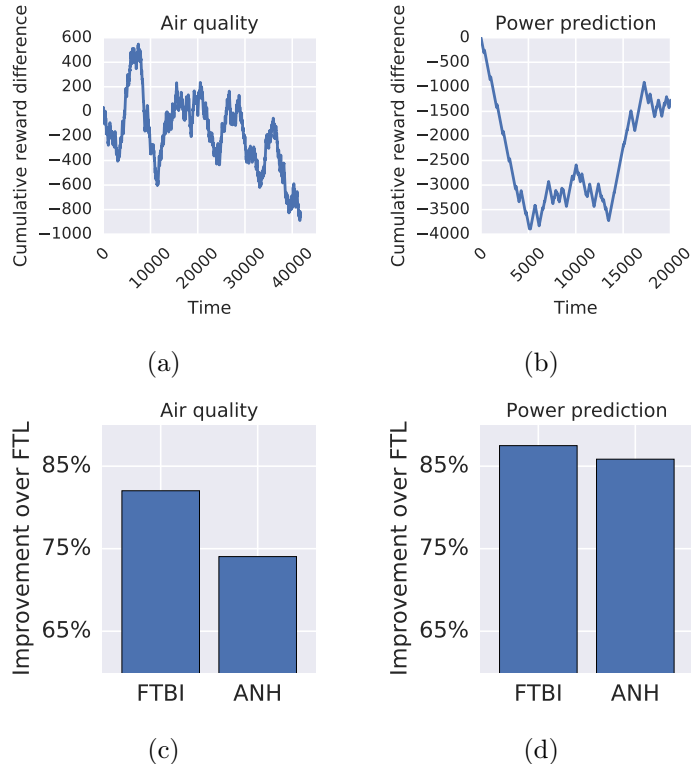 Air quality
Cumulative reward difference
600
400
200
0
−200
−400
−600
−800
−1000
0
10000
20000
30000
40000
Time
(a)
Power prediction
Cumulative reward difference
0
−500
−1000
−1500
−2000
−2500
−3000
−3500
−4000
0
5000
10000
15000
20000
Time
(b)
Air quality
Improvement over FTL
85%
75%
65%
FTBI
ANH
(c)
Power prediction
Improvement over FTL
85%
75%
65%
FTBI
ANH
(d)